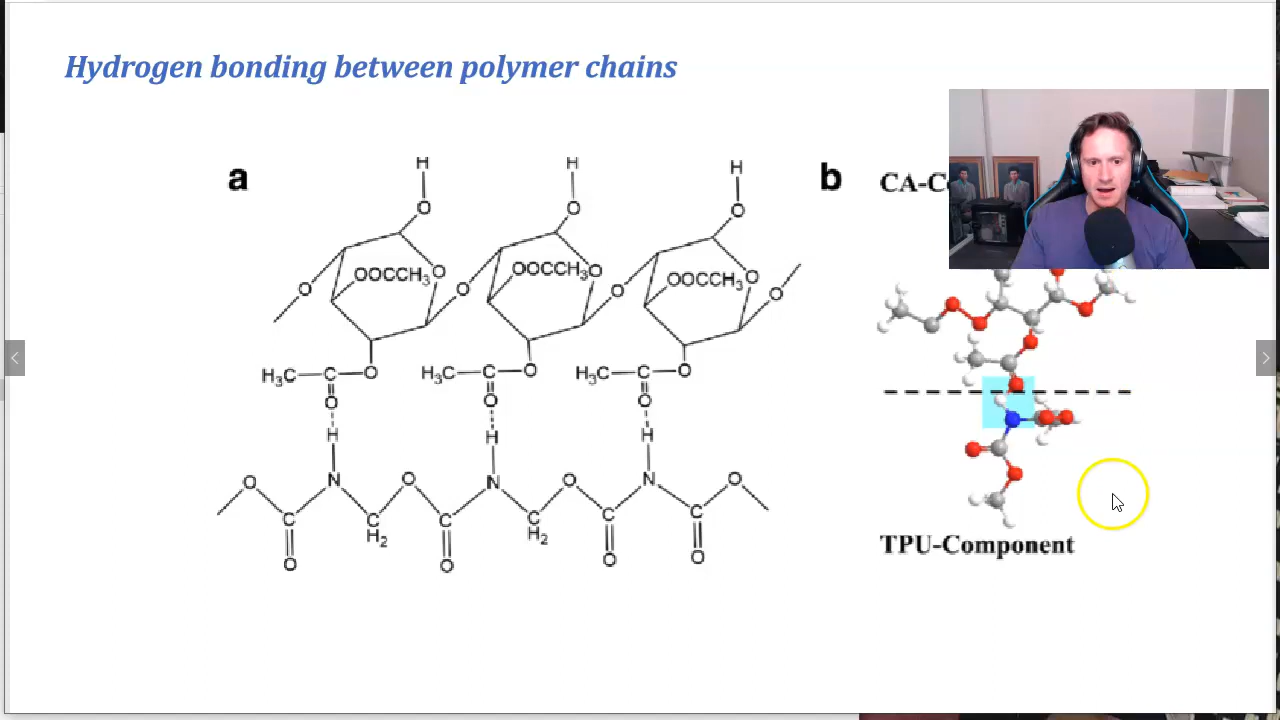 Hydrogen bonding between polymer chains
a
b
CA-C
H
H
H
O
O
O
OOCCH3
O
OOCCH3
O
OOCCH3
O
O
O
O
O
H3C
C
O
H3C
C
O
H3C
C
O
O
O
O
H
H
H
O
N
O
N
O
N
O
C
C
H2
C
C
H2
C
C
O
O
O
O
TPU-Component